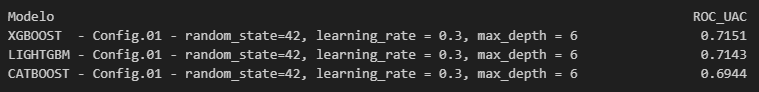 Modelo ROC_UAC
XGBOOST - Config.01 - random_state=42, learning_rate = 0.3, max_depth = 6 0.7151
LIGHTGBM - Config.01 - random_state=42, learning_rate = 0.3, max_depth = 6 0.7143
CATBOOST - Config.01 - random_state=42, learning_rate = 0.3, max_depth = 6 0.6944